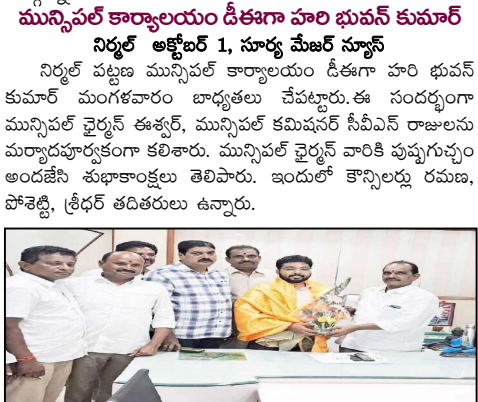 మున్సిపల్ కార్యాలయం డీఈగా హరి భువన్ కుమార్
నిర్మల్ అక్టోబర్ 1, సూర్య మేజర్ న్యూస్
నిర్మల్ పట్టణ మున్సిపల్ కార్యాలయం డీఈగా హరి భువన్
కుమార్ మంగళవారం బాధ్యతలు చేపట్టారు.ఈ సందర్భంగా
మున్సిపల్ ఛైర్మన్ ఈశ్వర్, మున్సిపల్ కమిషనర్ సీవీఎన్ రాజులను
మర్యాదపూర్వకంగా కలిశారు. మున్సిపల్ ఛైర్మన్ వారికి పుష్పగుచ్ఛం
అందజేసి శుభాకాంక్షలు తెలిపారు. ఇందులో కౌన్సిలర్లు రమణ,
పోశెట్టి, శ్రీధర్ తదితరులు ఉన్నారు.